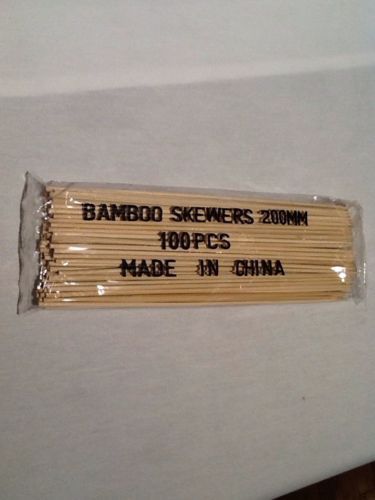 BAMBOO SKEWERS 200MM
100PCS
MADE IN CHINA